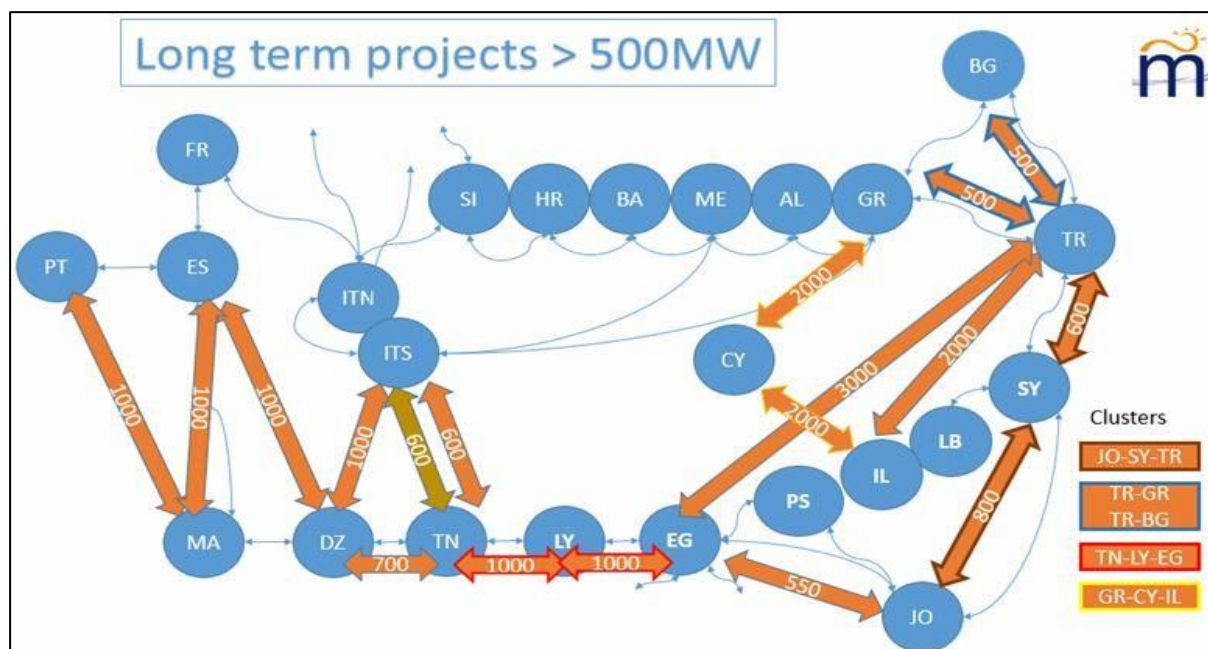 Long term projects > 500MW
m
BG
FR
SI
HR
BA
ME
AL
GR
500
500
TR
PT
ES
ITN
ITS
2000
CY
2000
3000
2000
600
SY
LB
IL
PS
1000
1000
1000
1000
600
600
MA
DZ
TN
LY
EG
700
1000
1000
550
800
JO
Clusters
JO-SY-TR
TR-GR
TR-BG
TN-LY-EG
GR-CY-IL